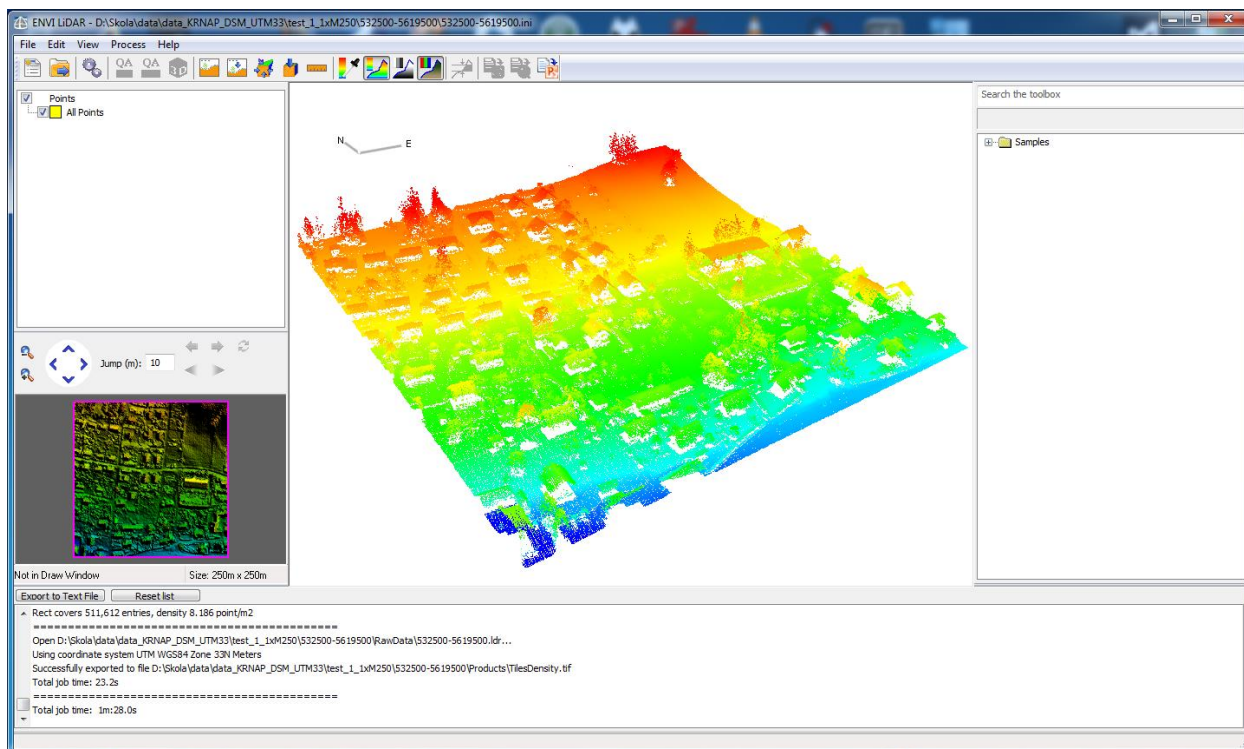 ENVI LiDAR - D:\Skola\data\data_KRNAP_DSM_UTM33\test_1_1xM250\532500-5619500\532500-5619500.ini
File Edit View Process Help
QA QA 3D
Points
All Points
Search the toolbox
Samples
N
E
Jump (m): 10
Not in Draw Window
Size: 250m x 250m
Export to Text File Reset list
Rect covers 511,612 entries, density 8.186 point/m2
==============================================
Open D:\Skola\data\data_KRNAP_DSM_UTM33\test_1_1xM250\532500-5619500\RawData\532500-5619500.ldr...
Using coordinate system UTM WGS84 Zone 33N Meters
Successfully exported to file D:\Skola\data\data_KRNAP_DSM_UTM33\test_1_1xM250\532500-5619500\Products\TilesDensity.tif
Total job time: 23.2s
==============================================
Total job time: 1m:28.0s